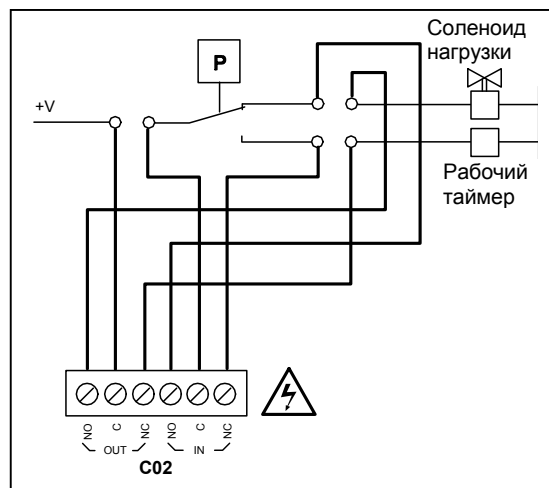 Соленоид
нагрузки
P
+V
Рабочий
таймер
NO C NC NO C NC
OUT IN
C02